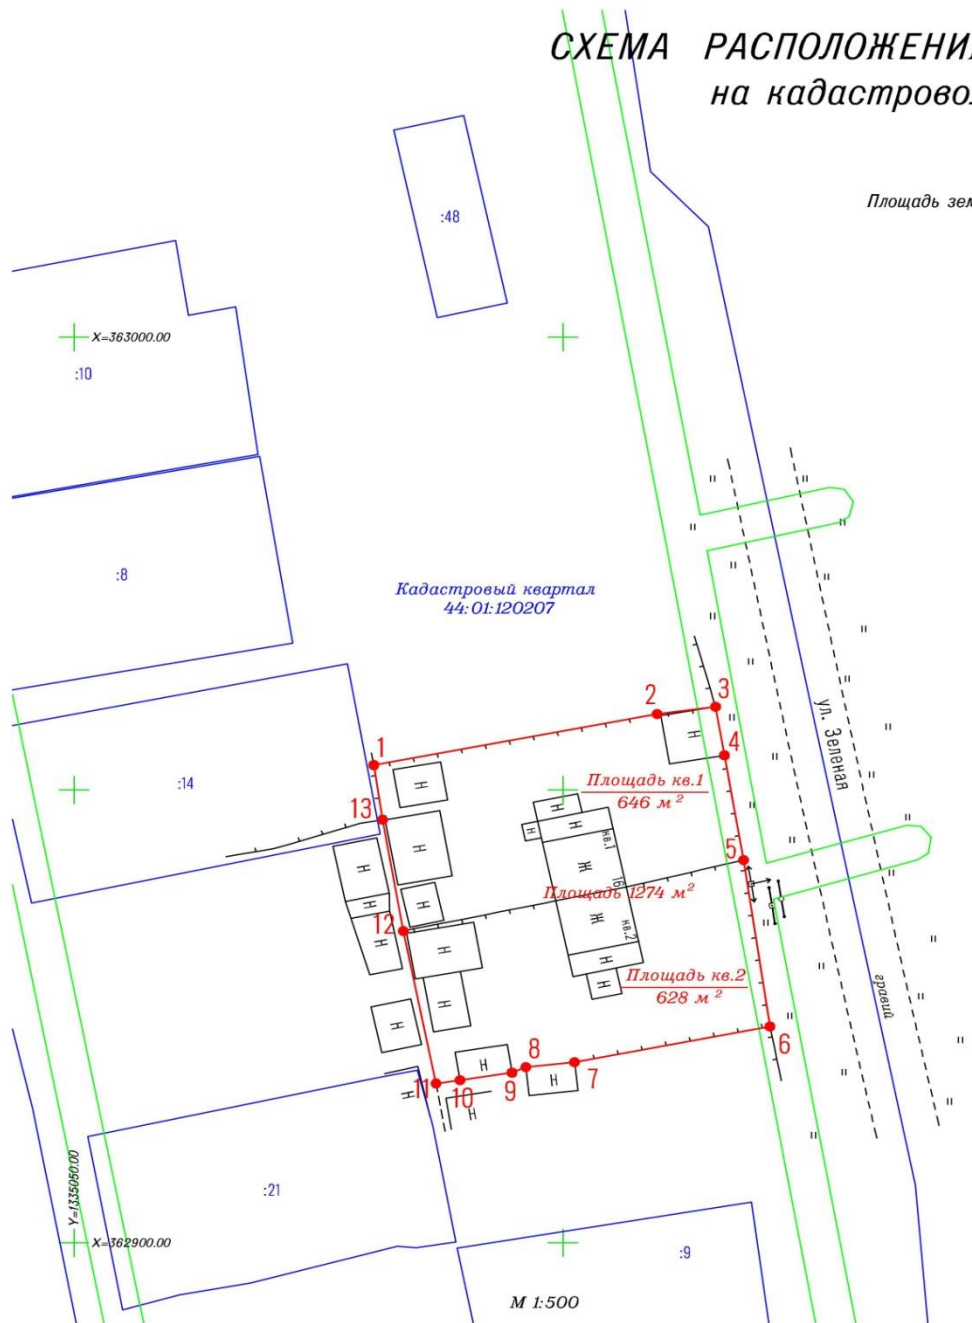 СХЕМА РАСПОЛОЖЕНИ
на кадастрово
Площадь зем
:48
X=363000.00
:10
:8
Кадастровый квартал
44:01:120207
3
2
Н
4
1
ул. Зеленая
:14
Н
Площадь кв.1
646 м²
13
Н
Н
Н
Н
кв.1
5
Н
Ж
16
Площадь 1274 м²
Н
Н
12
Ж
кв.2
Н
Н
Н
Площадь кв.2
628 м²
Н
гравий
Н
Н
6
8
Н
7
11
10
9
Н
Н
Н
Y=1335050.00
:21
X=362900.00
:9
М 1:500